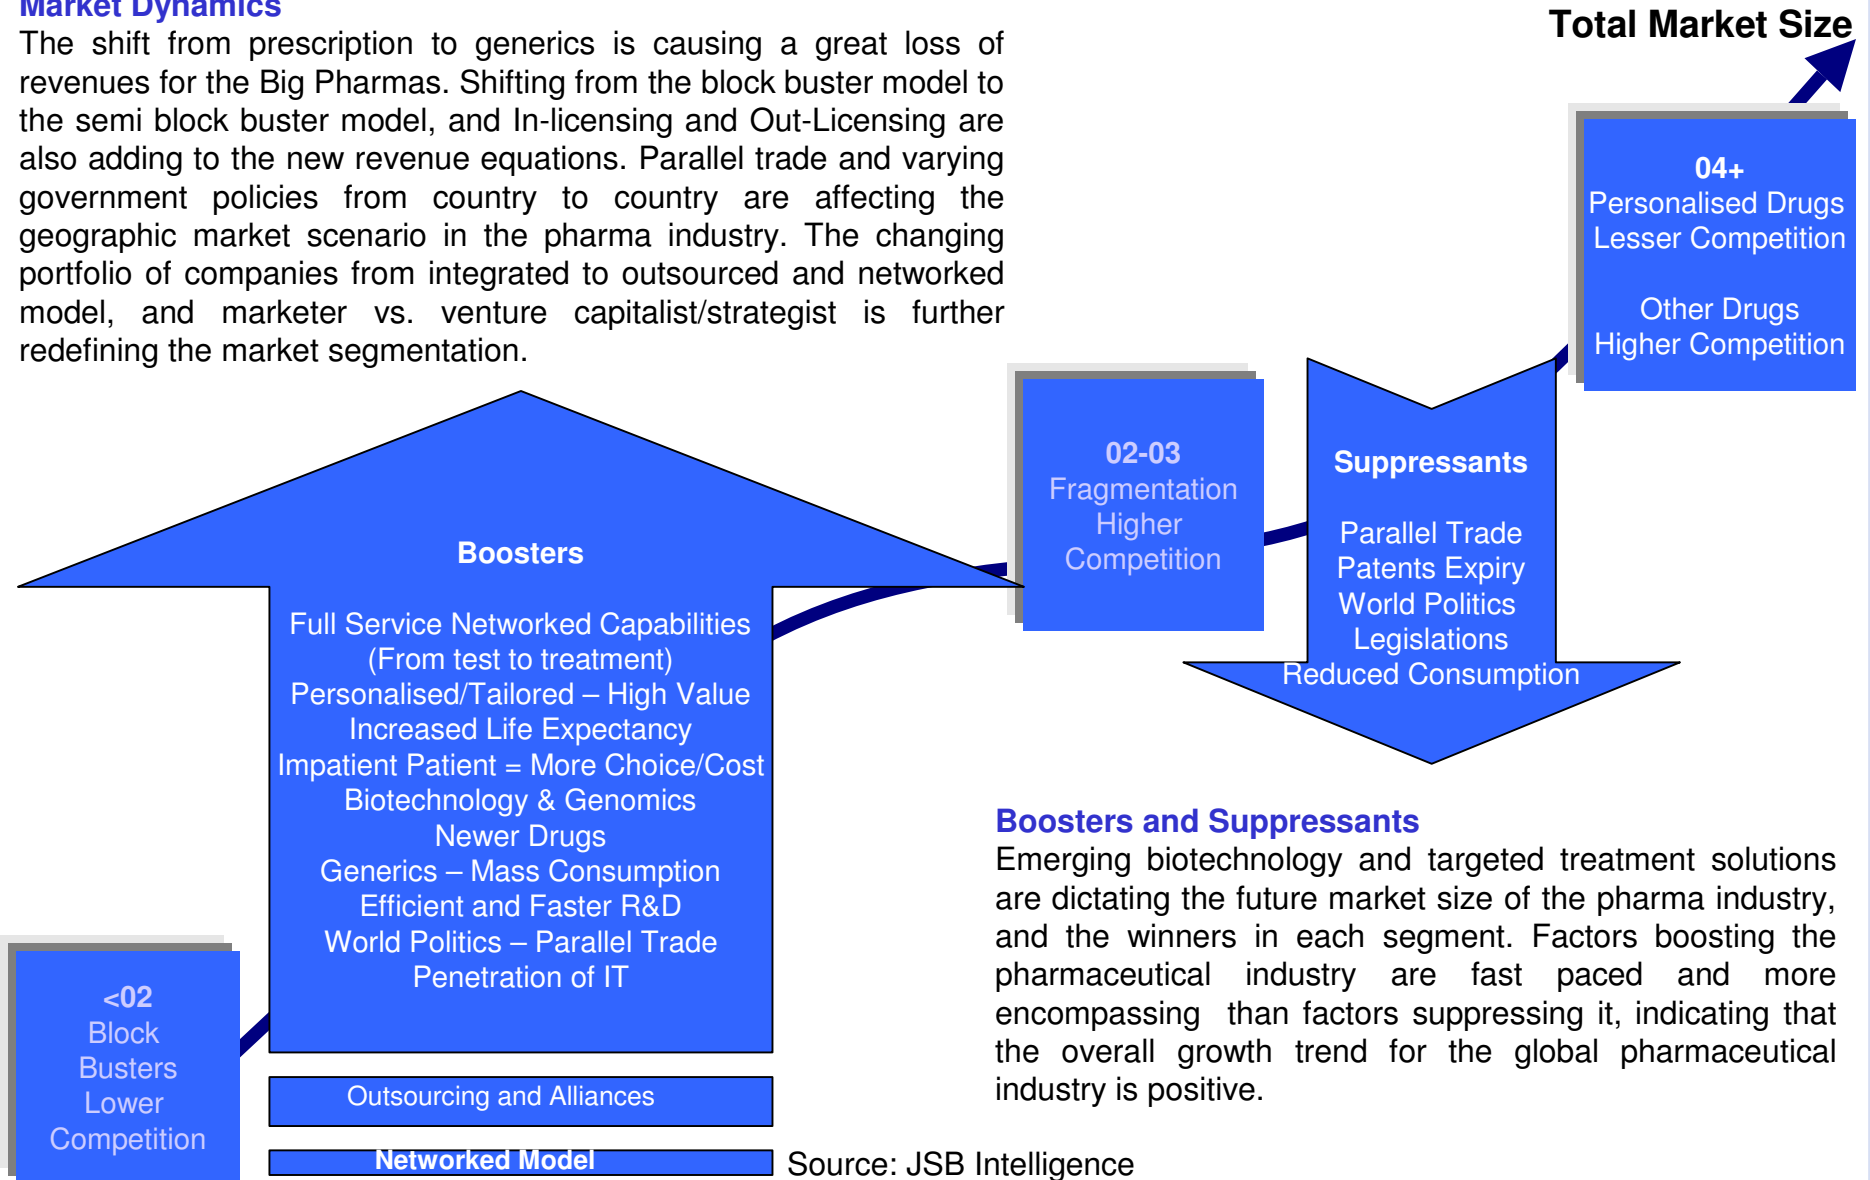 Market Dynamics
The shift from prescription to generics is causing a great loss of
revenues for the Big Pharmas. Shifting from the block buster model to
the semi block buster model, and In-licensing and Out-Licensing are
also adding to the new revenue equations. Parallel trade and varying
government policies from country to country are affecting the
geographic market scenario in the pharma industry. The changing
portfolio of companies from integrated to outsourced and networked
model, and marketer vs. venture capitalist/strategist is further
redefining the market segmentation.
Total Market Size
04+
Personalised Drugs
Lesser Competition
Other Drugs
Higher Competition
02-03
Fragmentation
Higher
Competition
Suppressants
Parallel Trade
Patents Expiry
World Politics
Legislations
Reduced Consumption
Boosters
Full Service Networked Capabilities
(From test to treatment)
Personalised/Tailored – High Value
Increased Life Expectancy
Impatient Patient = More Choice/Cost
Biotechnology & Genomics
Newer Drugs
Generics – Mass Consumption
Efficient and Faster R&D
World Politics – Parallel Trade
Penetration of IT
<02
Block
Busters
Lower
Competition
Outsourcing and Alliances
Networked Model
Boosters and Suppressants
Emerging biotechnology and targeted treatment solutions
are dictating the future market size of the pharma industry,
and the winners in each segment. Factors boosting the
pharmaceutical industry are fast paced and more
encompassing than factors suppressing it, indicating that
the overall growth trend for the global pharmaceutical
industry is positive.
Source: JSB Intelligence